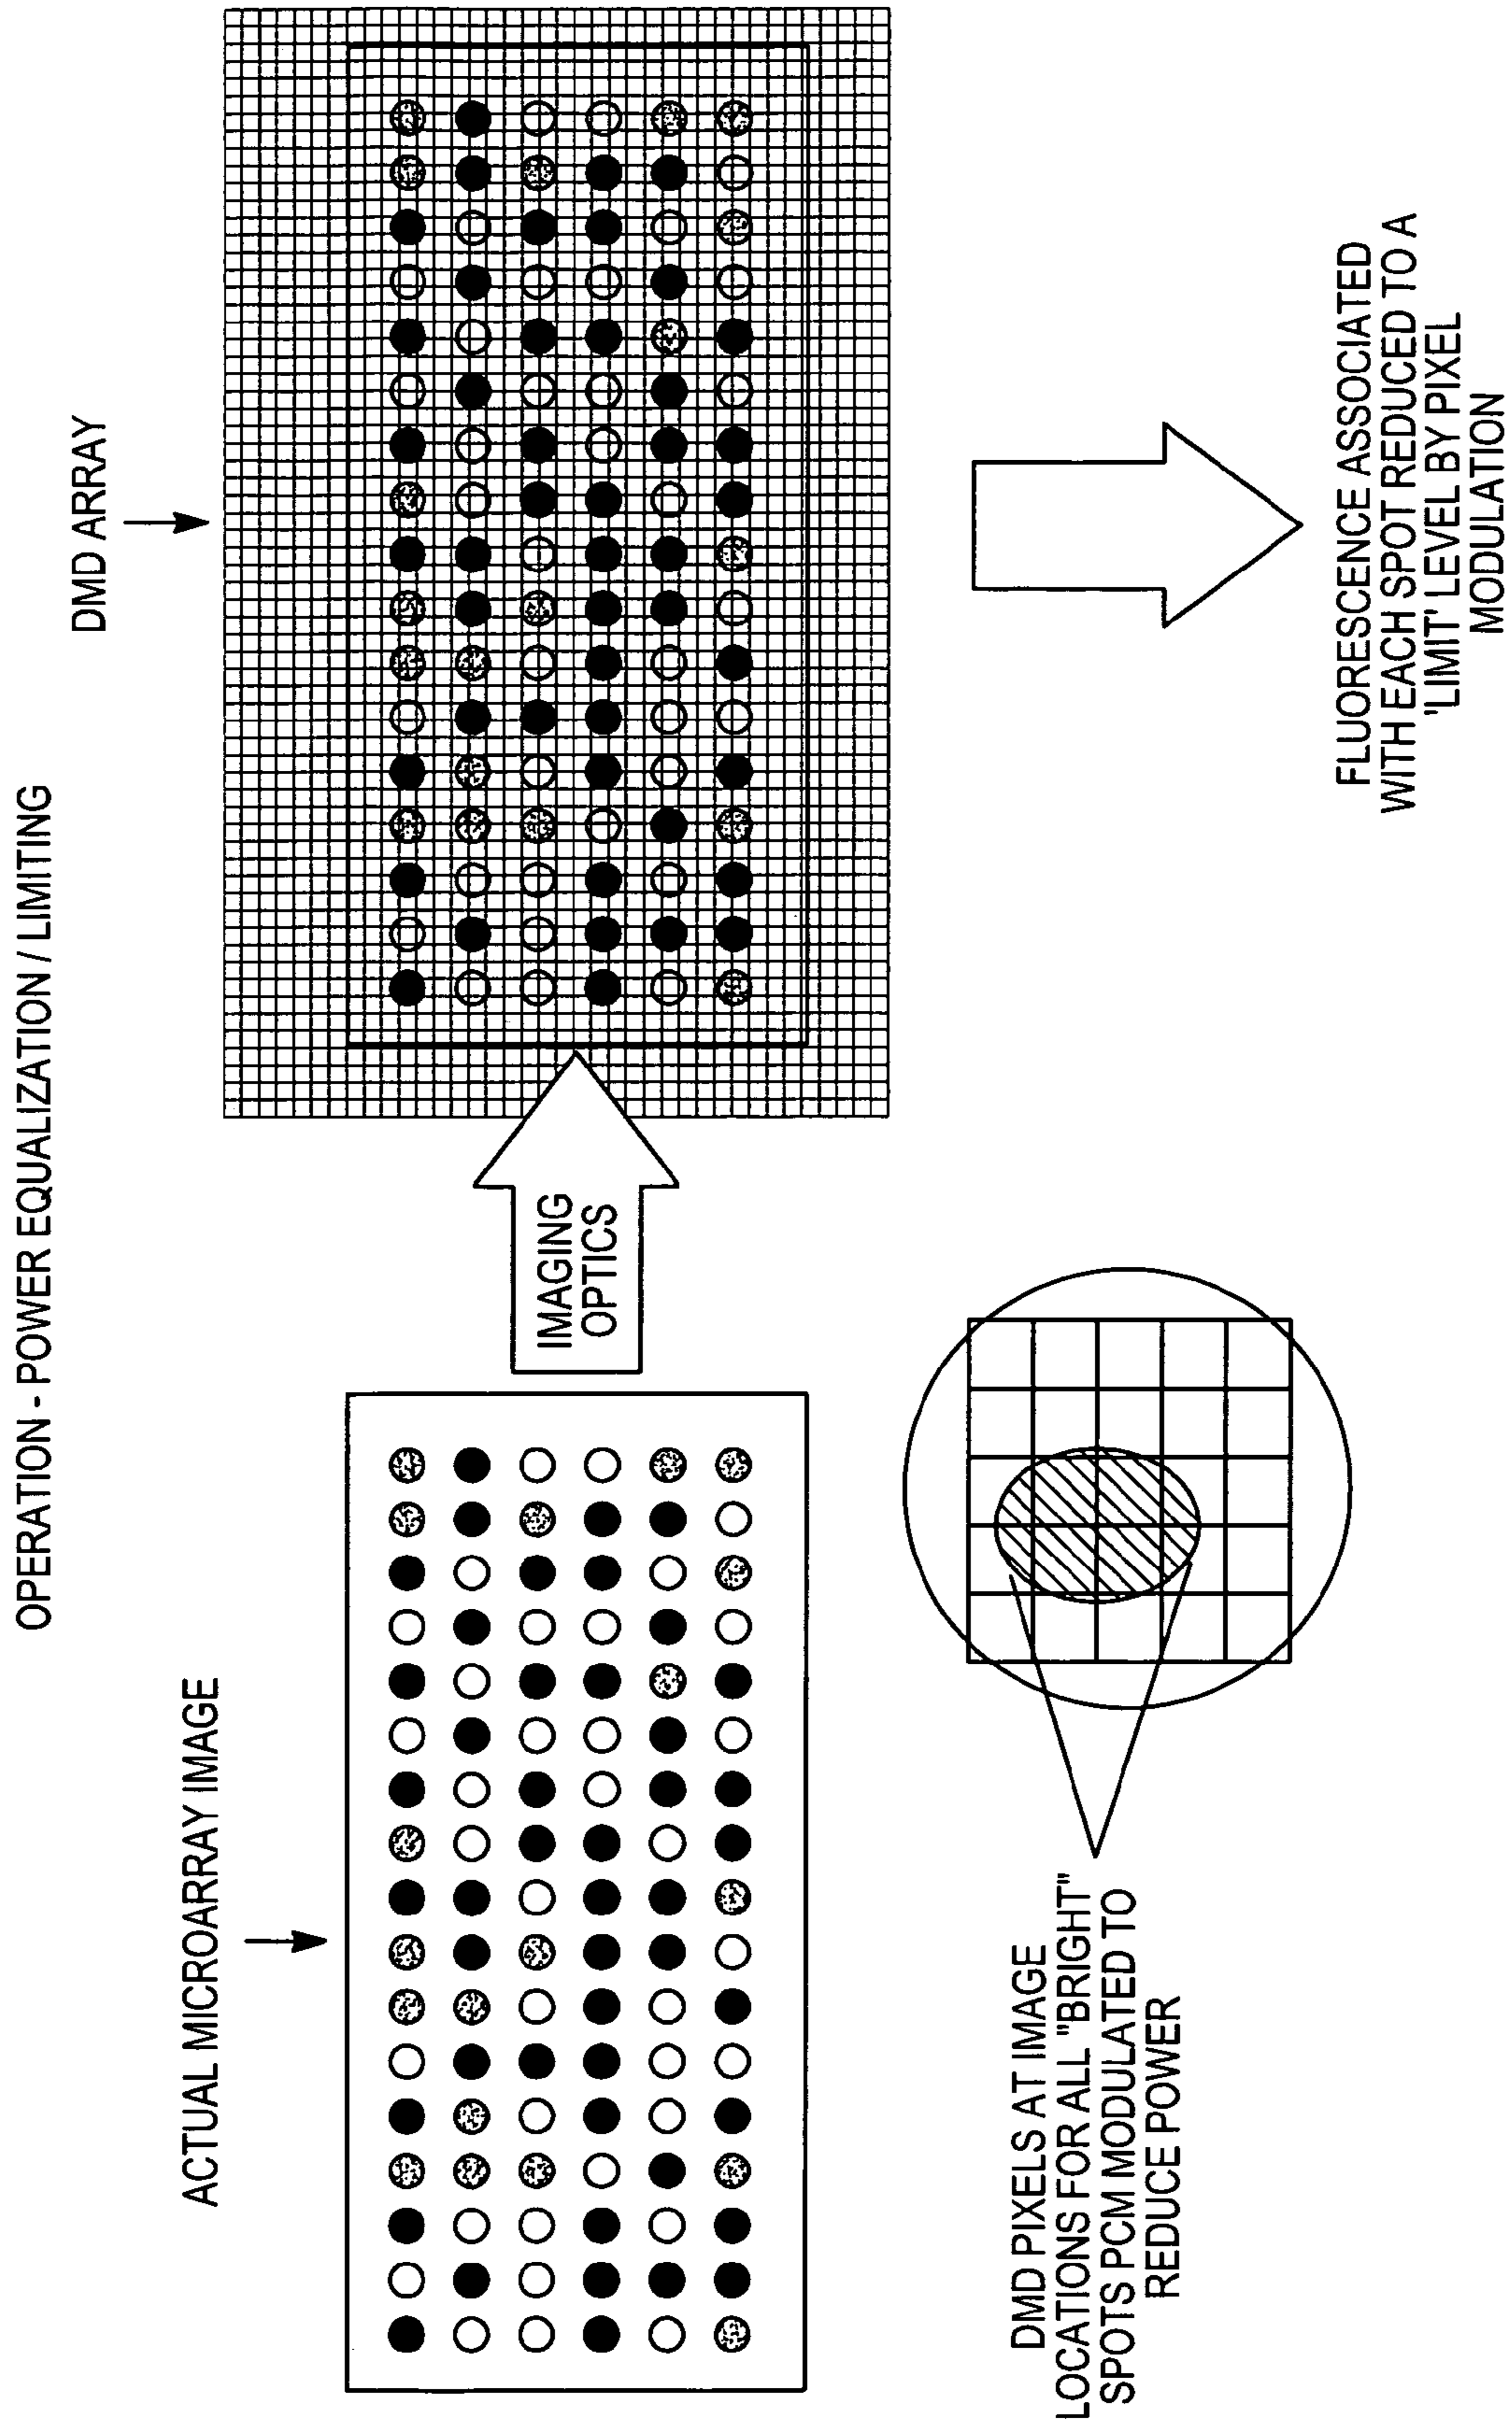 OPERATION - POWER EQUALIZATION / LIMITING
ACTUAL MICROARRAY IMAGE
DMD ARRAY
IMAGING
OPTICS
DMD PIXELS AT IMAGE
LOCATIONS FOR ALL "BRIGHT"
SPOTS PCM MODULATED TO
REDUCE POWER
FLUORESCENCE ASSOCIATED
WITH EACH SPOT REDUCED TO A
'LIMIT' LEVEL BY PIXEL
MODULATION